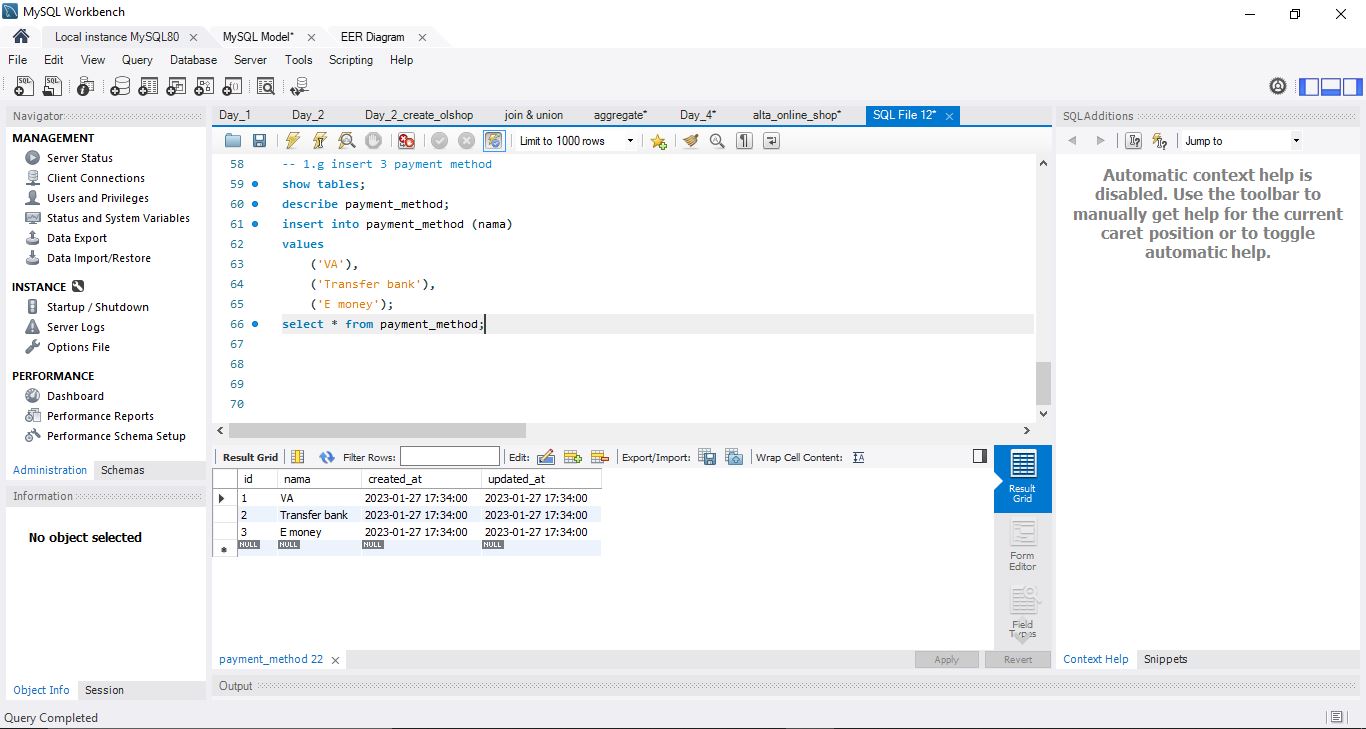 MySQL Workbench
Local instance MySQL80 MySQL Model* EER Diagram
File Edit View Query Database Server Tools Scripting Help
Navigator
MANAGEMENT
Server Status
Client Connections
Users and Privileges
Status and System Variables
Data Export
Data Import/Restore
INSTANCE
Startup / Shutdown
Server Logs
Options File
PERFORMANCE
Dashboard
Performance Reports
Performance Schema Setup
Administration Schemas
Information
No object selected
Object Info Session
Query Completed
Day_1 Day_2 Day_2_create_olshop join & union aggregate* Day_4* alta_online_shop* SQL File 12*
Limit to 1000 rows
58 -- 1.g insert 3 payment method
59 show tables;
60 describe payment_method;
61 insert into payment_method (nama)
62 values
63 ('VA'),
64 ('Transfer bank'),
65 ('E money');
66 select * from payment_method;
67
68
69
70
Result Grid Filter Rows: Edit: Export/Import: Wrap Cell Content:
id nama created_at updated_at
1 VA 2023-01-27 17:34:00 2023-01-27 17:34:00
2 Transfer bank 2023-01-27 17:34:00 2023-01-27 17:34:00
3 E money 2023-01-27 17:34:00 2023-01-27 17:34:00
NULL NULL NULL NULL
Result
Grid
Form
Editor
Field
Types
payment_method 22 Apply Revert
Output
SQLAdditions
Jump to
Automatic context help is
disabled. Use the toolbar to
manually get help for the current
caret position or to toggle
automatic help.
Context Help Snippets